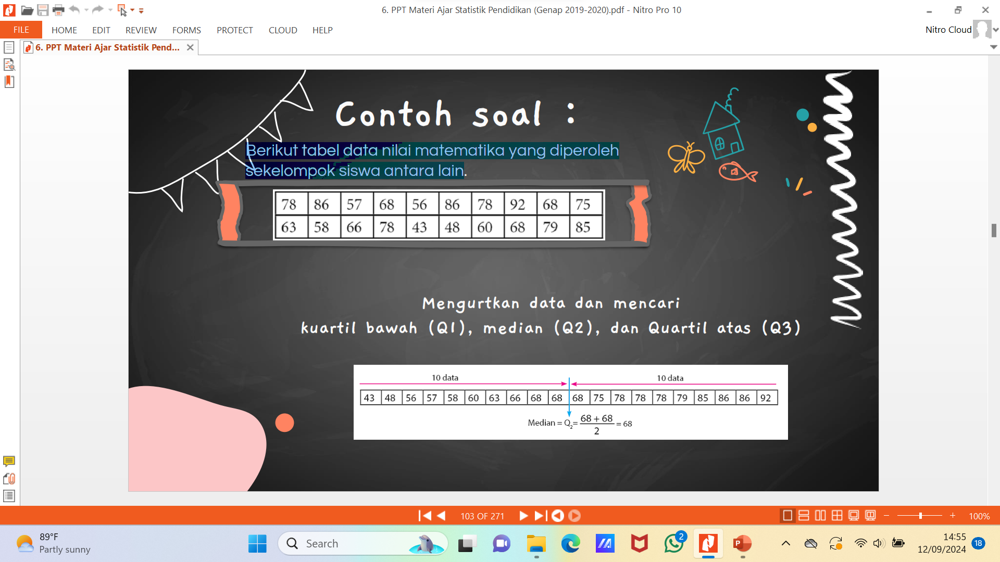 6. PPT Materi Ajar Statistik Pendidikan (Genap 2019-2020).pdf - Nitro Pro 10
FILE HOME EDIT REVIEW FORMS PROTECT CLOUD HELP Nitro Cloud
6. PPT Materi Ajar Statistik Pend...
Contoh soal :
Berikut tabel data nilai matematika yang diperoleh
sekelompok siswa antara lain.
78 86 57 68 56 86 78 92 68 75
63 58 66 78 43 48 60 68 79 85
Mengurtkan data dan mencari
kuartil bawah (Q1), median (Q2), dan Quartil atas (Q3)
10 data 10 data
43 48 56 57 58 60 63 66 68 68 68 75 78 78 78 79 85 86 86 92
Median = Q2= 68 + 68 / 2 = 68
103 OF 271 100%
89°F
Partly sunny
Search
2
14:55
12/09/2024
18